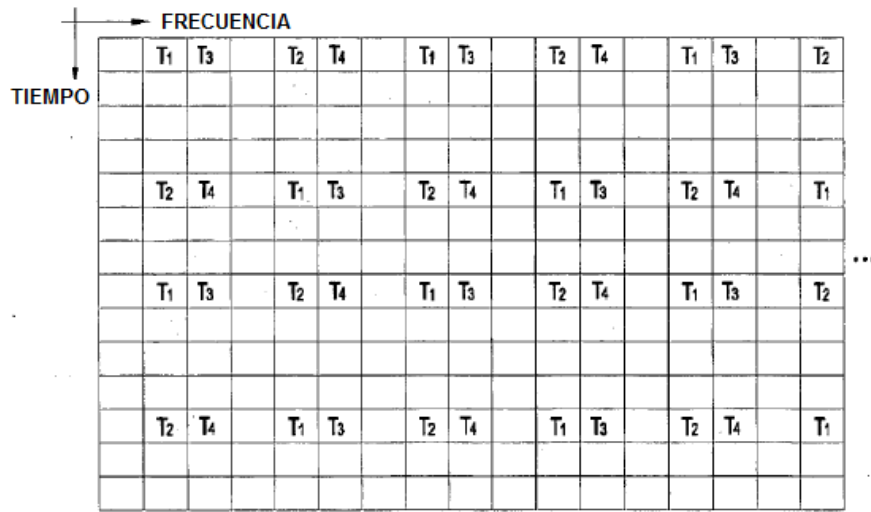 FRECUENCIA
TIEMPO
T1 T3 T2 T4 T1 T3 T2 T4 T1 T3 T2
T2 T4 T1 T3 T2 T4 T1 T3 T2 T4 T1
...
T1 T3 T2 T4 T1 T3 T2 T4 T1 T3 T2
T2 T4 T1 T3 T2 T4 T1 T3 T2 T4 T1